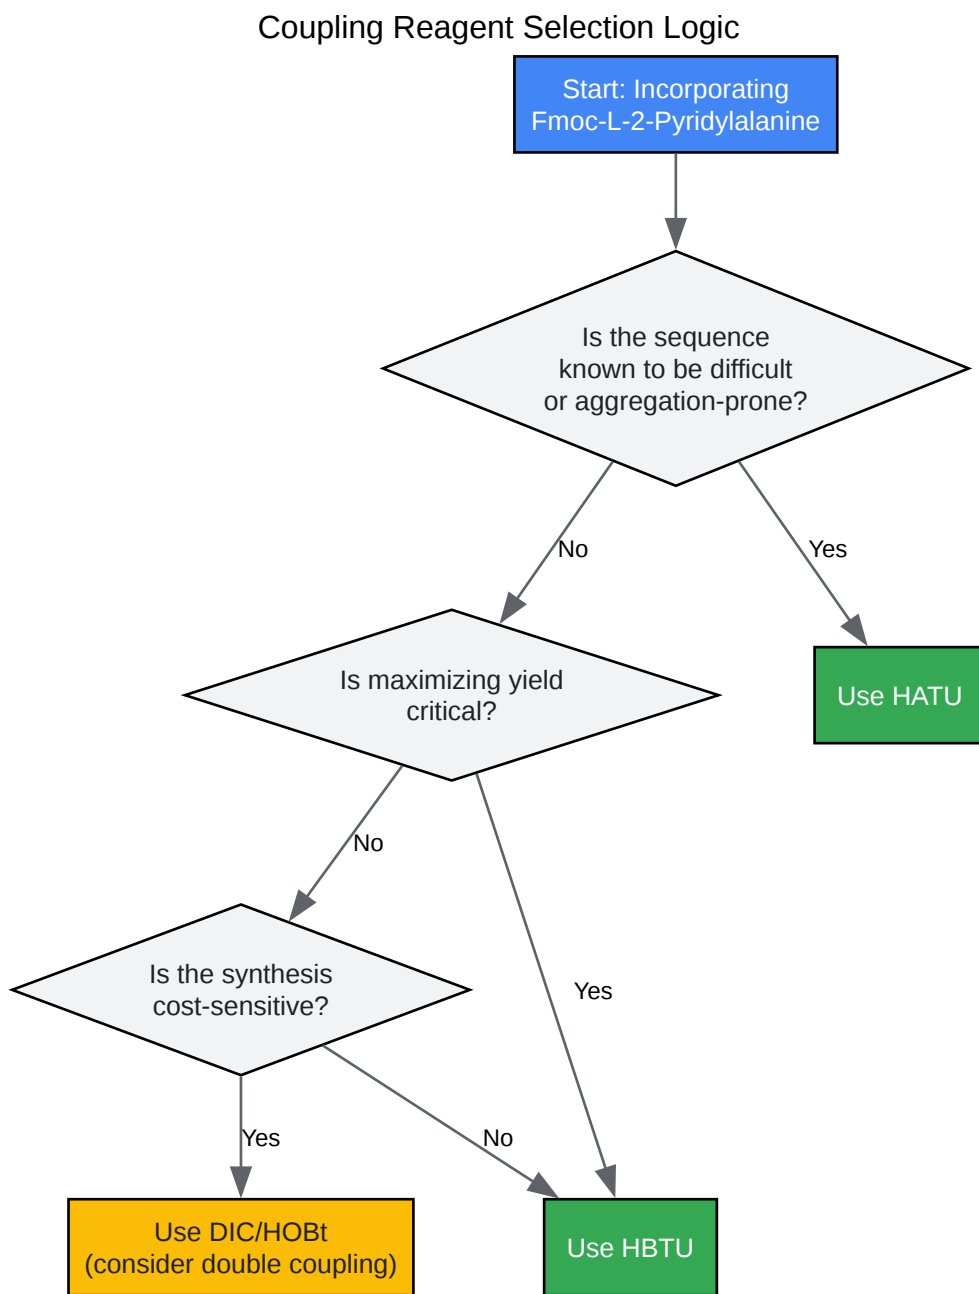 Coupling Reagent Selection Logic
Start: Incorporating
Fmoc-L-2-Pyridylalanine
Is the sequence
known to be difficult
or aggregation-prone?
No
Yes
Is maximizing yield
critical?
Use HATU
No
Is the synthesis
cost-sensitive?
Yes
Yes
No
Use DIC/HOBt
(consider double coupling)
Use HBTU